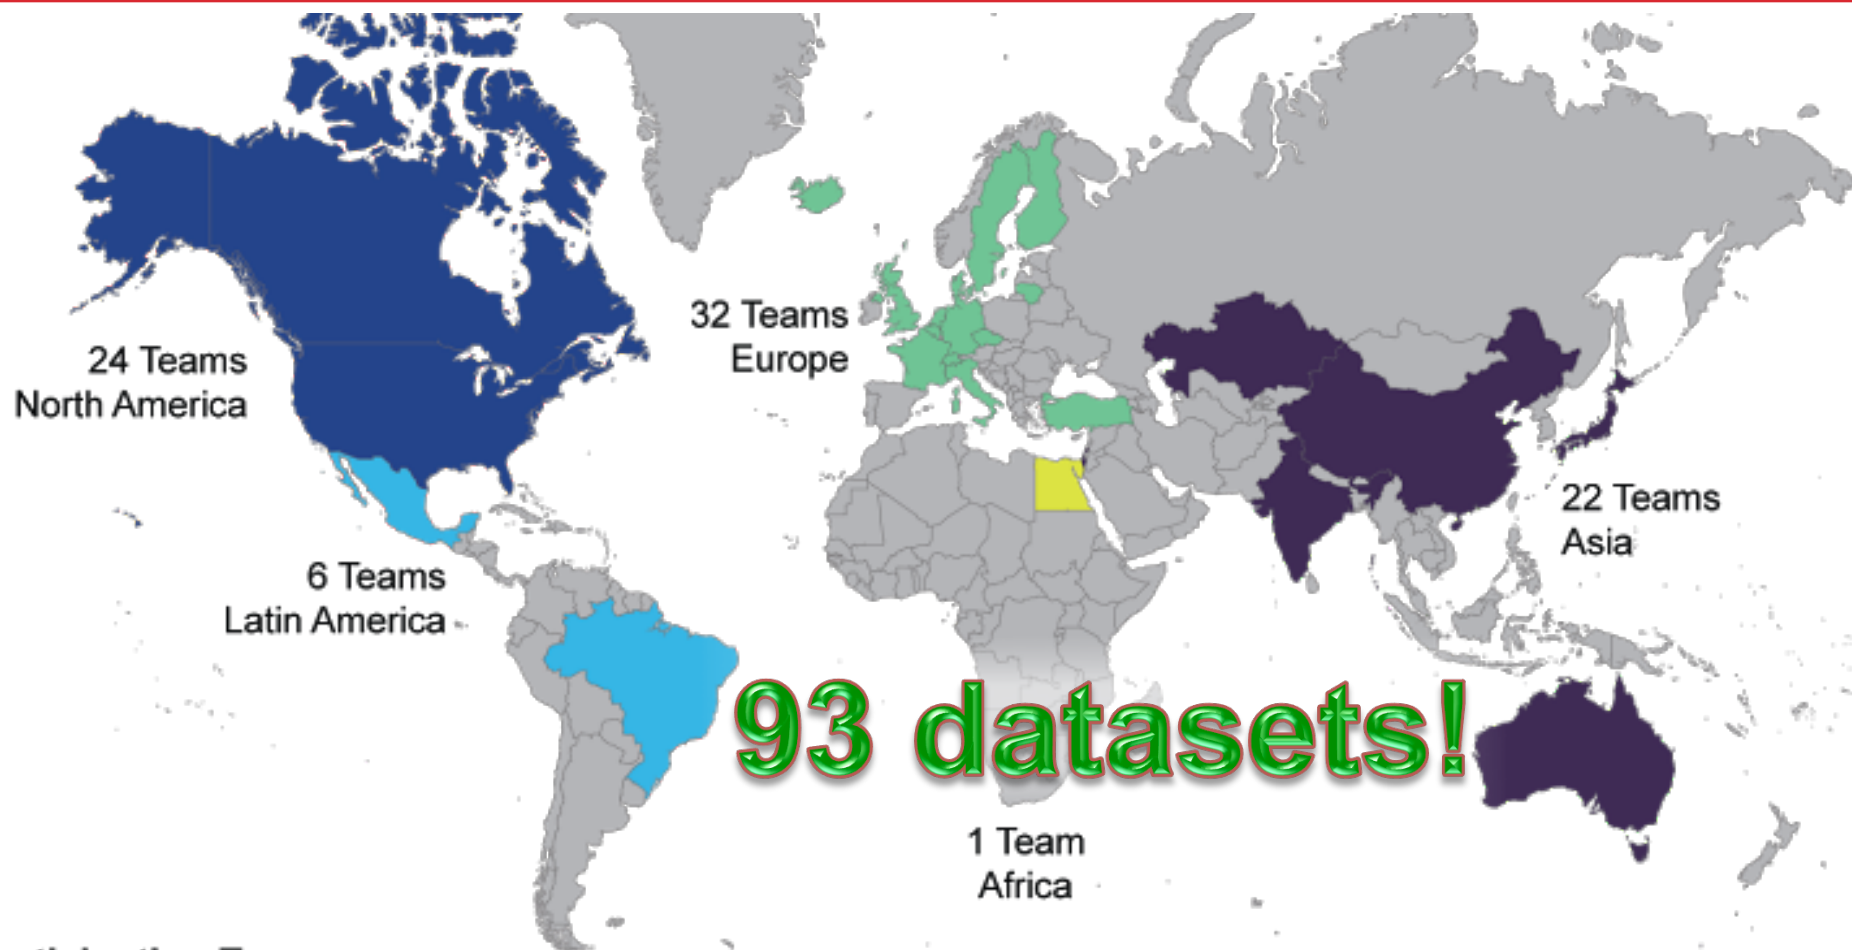 24 Teams
North America
32 Teams
Europe
22 Teams
Asia
6 Teams
Latin America
93 datasets!
1 Team
Africa